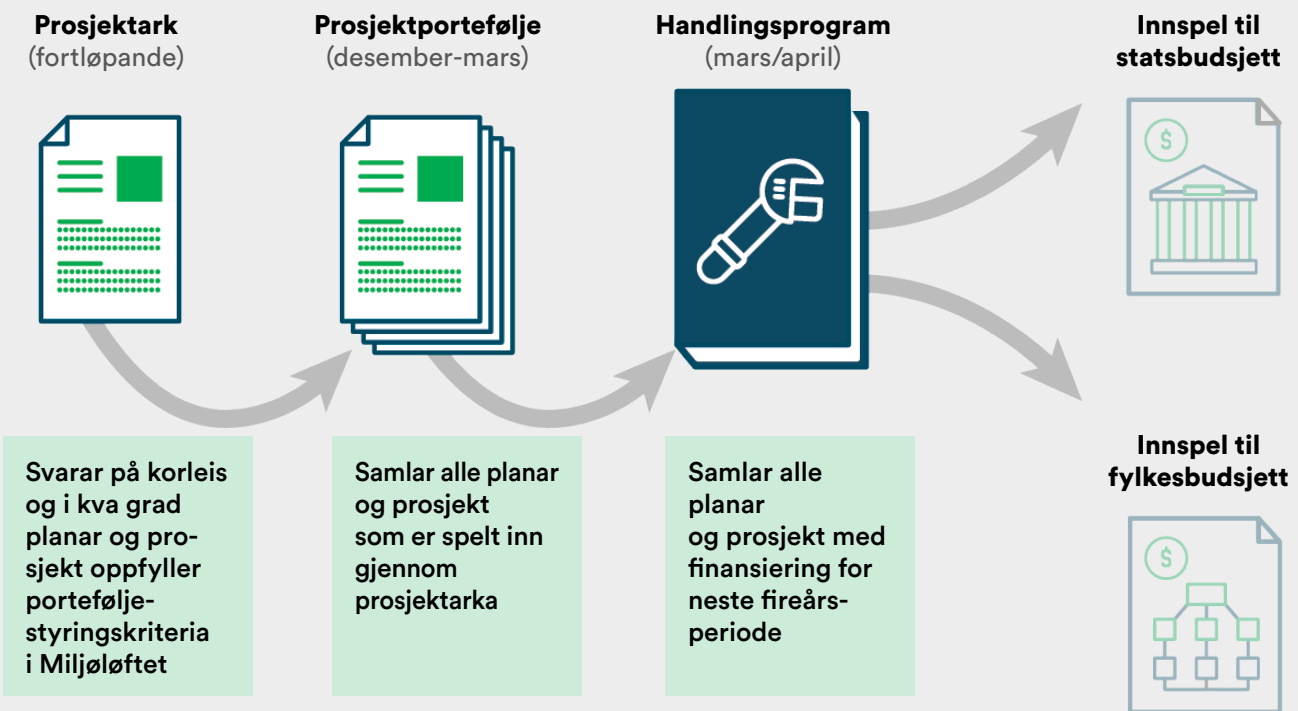 Prosjektark
(fortløpande)
Svarar på korleis
og i kva grad
planar og pro-
sjekt oppfyller
portefølje-
styringskriteria
i Miljøløftet
Prosjektportefølje
(desember-mars)
Samlar alle planar
og prosjekt
som er spelt inn
gjennom
prosjektarka
Handlingsprogram
(mars/april)
Samlar alle
planar
og prosjekt med
finansiering for
neste fireårs-
periode
Innspel til
statsbudsjett
$
Innspel til
fylkesbudsjett
$